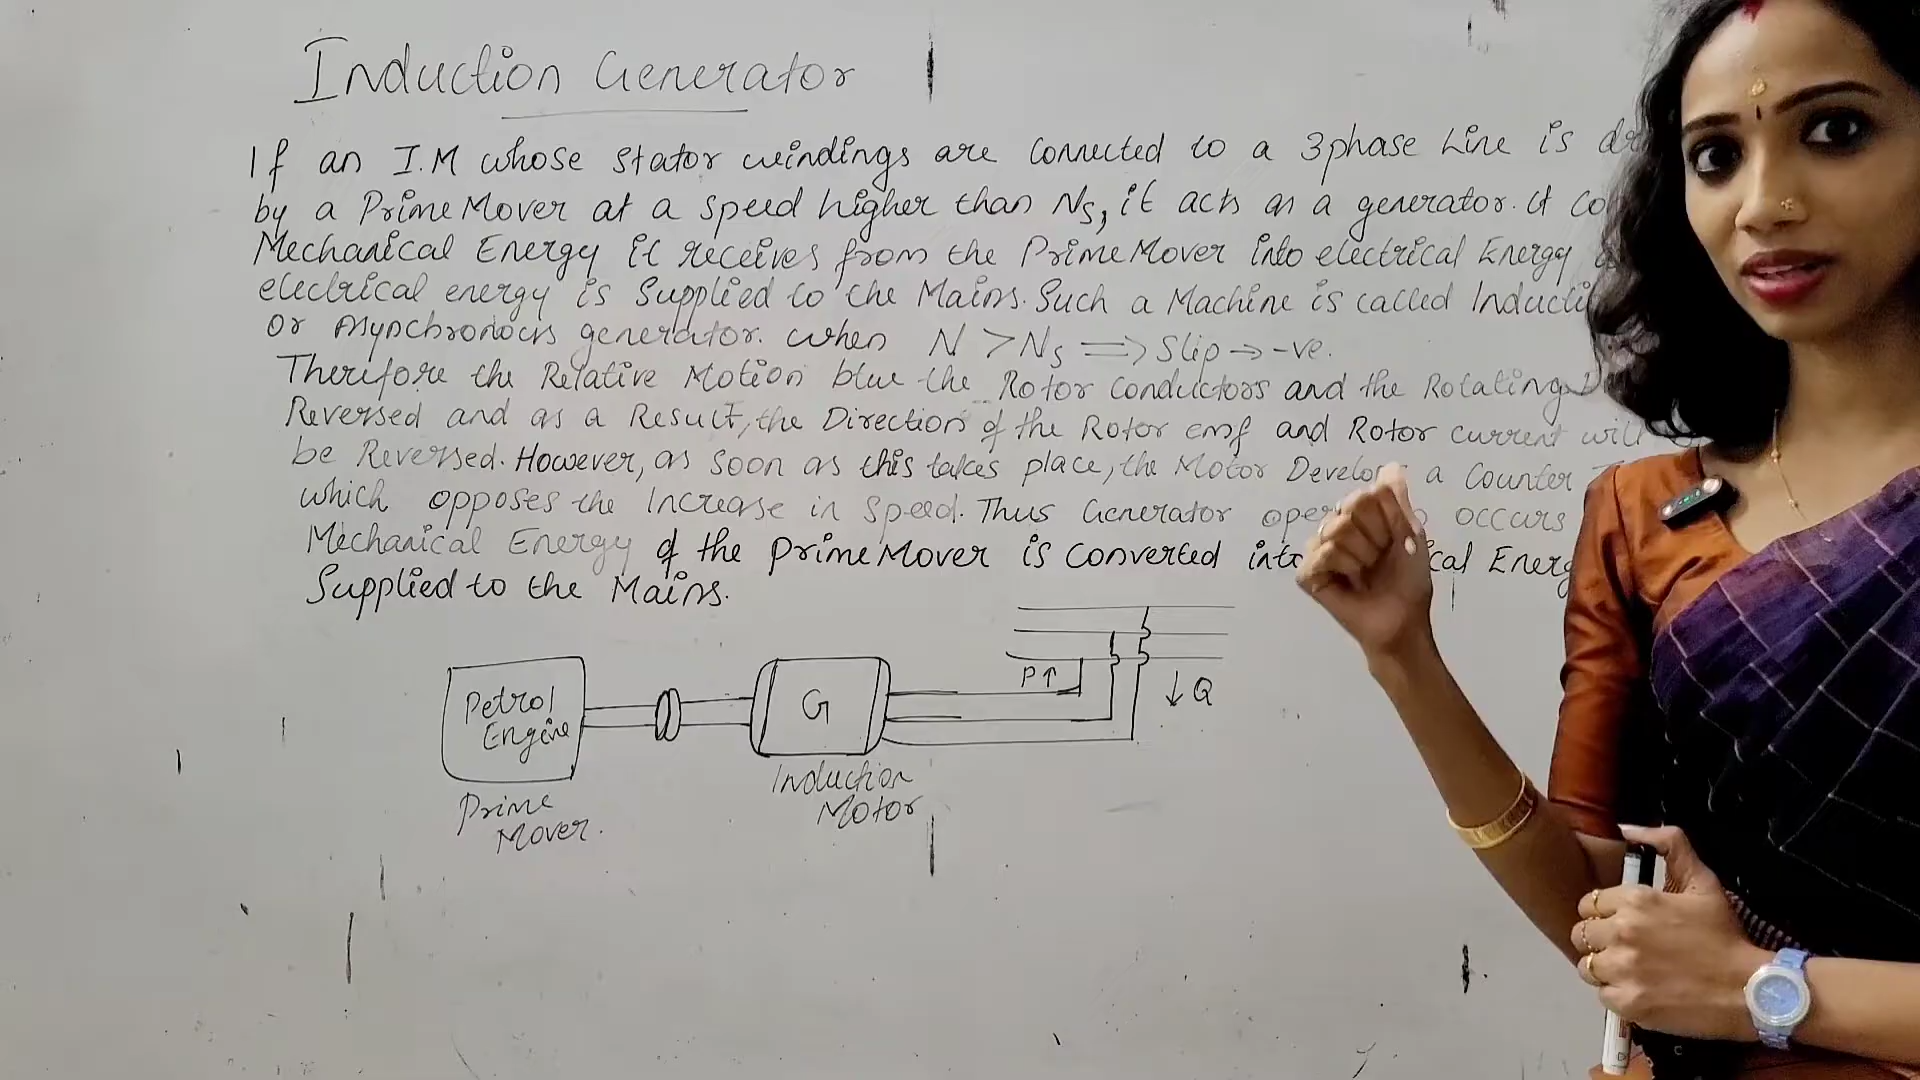 Induction Generator
If an I.M whose stator windings are connected to a 3phase Line is
by a Prime Mover at a speed higher than Ns, it acts as a generator. It
Mechanical Energy it receives from the Prime Mover into electrical Energy
electrical energy is Supplied to the Mains. Such a Machine is called
or Asynchronous generator. When N > Ns ⟹ Slip → -ve.
Therefore the Relative Motion btw the Rotor conductors and the Rotating
Reversed and as a Result, the Direction of the Rotor emf and Rotor current will
be Reversed. However, as soon as this takes place, the Motor a Counter
which opposes the Increase in speed. Thus Generator occurs
Mechanical Energy of the Prime Mover is Converted
Supplied to the Mains.
P↑
↓ Q
Petrol
Engine
G
Prime
Mover.
Induction
Motor